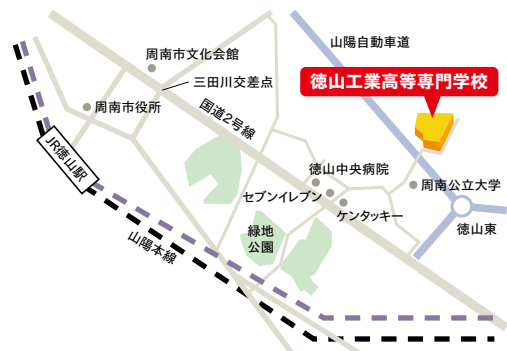 山陽自動車道
周南市文化会館
三田川交差点
徳山工業高等専門学校
周南市役所
国道2号線
JR徳山駅
徳山中央病院
周南公立大学
セブンイレブン
ケンタッキー
緑地
公園
徳山東
山陽本線